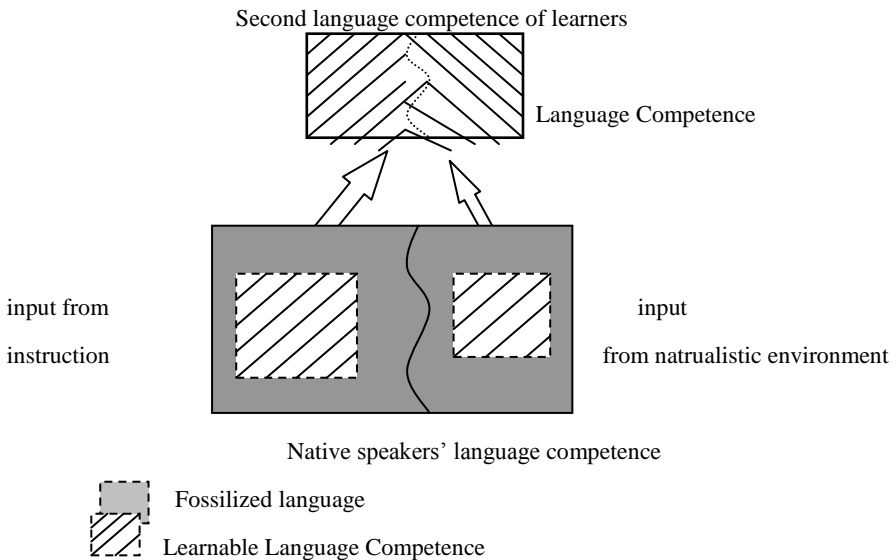 Second language competence of learners
Language Competence
input from
instruction
input
from natrualistic environment
Native speakers’ language competence
Fossilized language
Learnable Language Competence